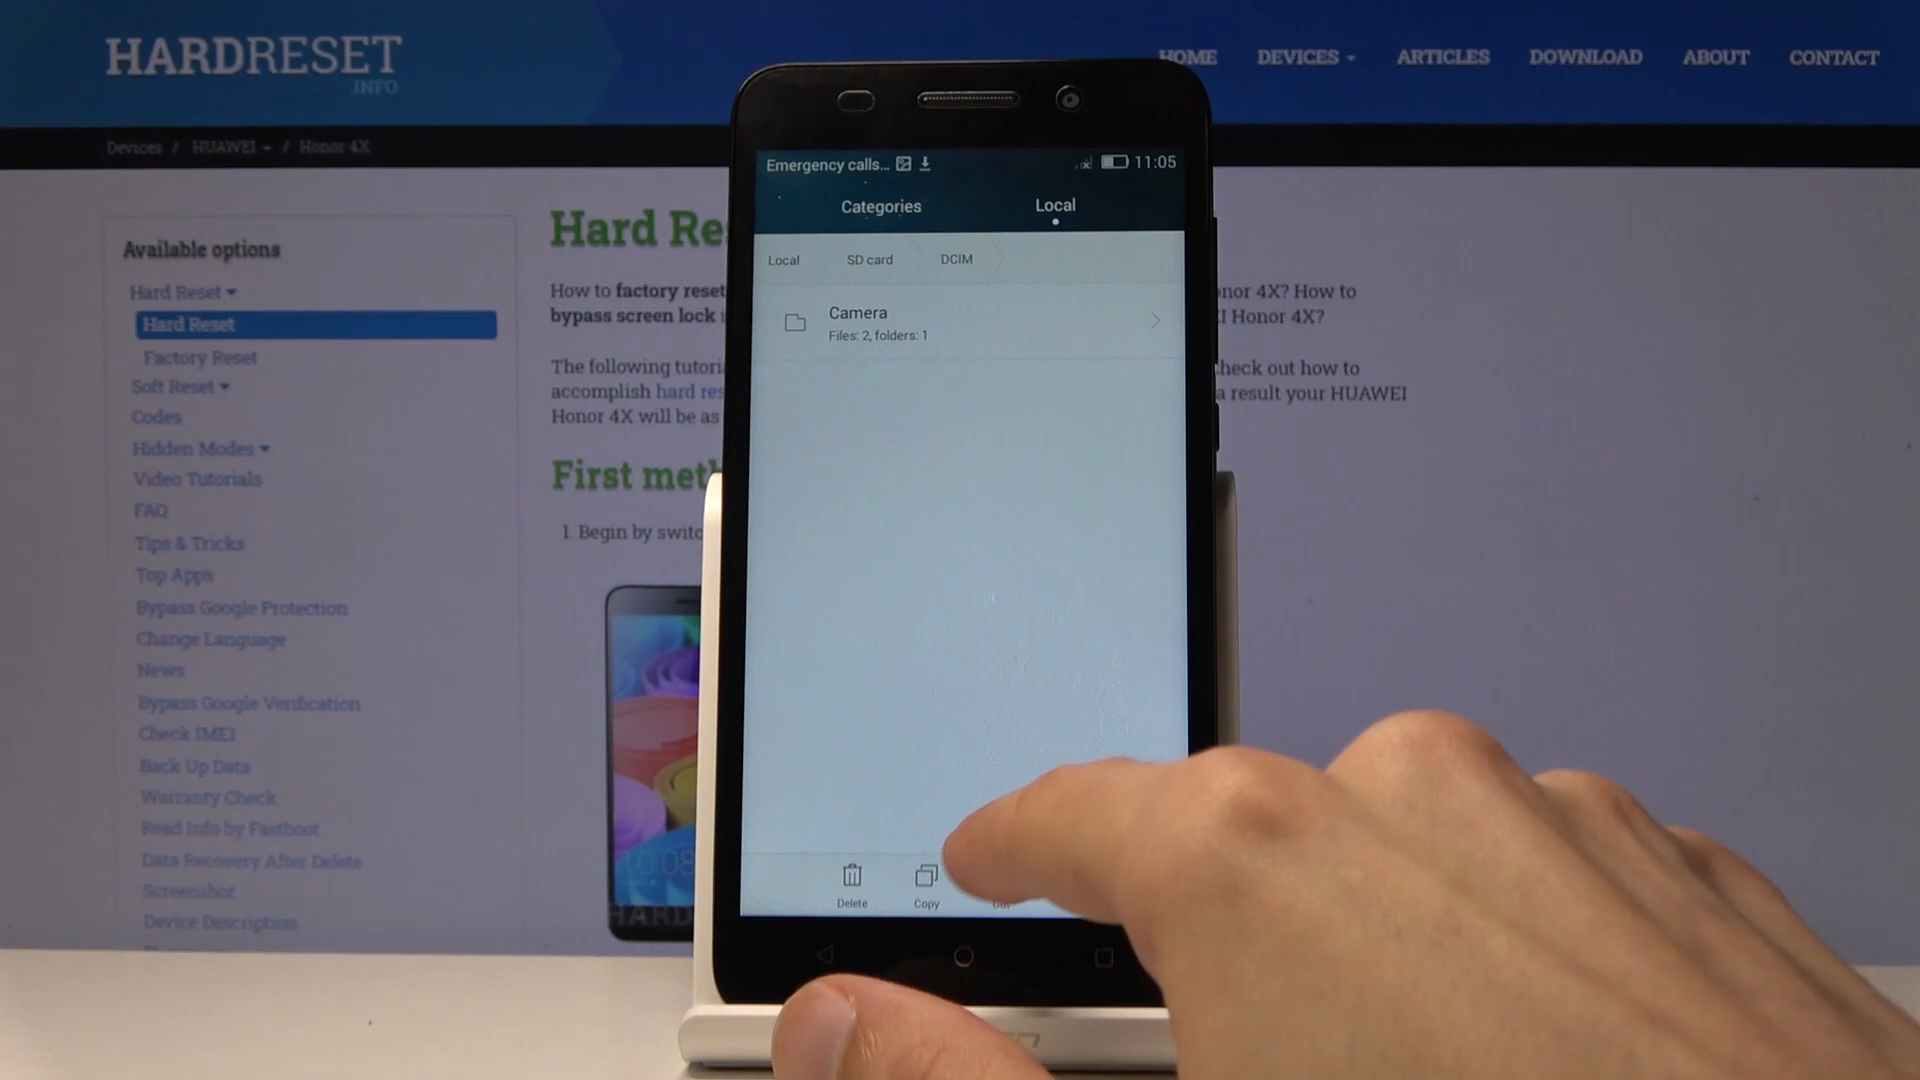 HARDRESET
.INFO
HOME DEVICES ARTICLES DOWNLOAD ABOUT CONTACT
Devices / HUAWEI / Honor 4X
Available options
Hard Reset
Hard Reset
Factory Reset
Soft Reset
Codes
Hidden Modes
Video Tutorials
FAQ
Tips & Tricks
Top Apps
Bypass Google Protection
Change Language
News
Bypass Google Verification
Check IMEI
Back Up Data
Warranty Check
Read Info by Fastboot
Data Recovery After Delete
Screenshot
Device Description
Hard Re
How to factory reset
bypass screen lock
onor 4X? How to
I Honor 4X?
The following tutori
accomplish hard res
Honor 4X will be as
heck out how to
a result your HUAWEI
First meth
1. Begin by switc
10:08
HARD
Emergency calls... 11:05
Categories Local
Local SD card DCIM
Camera
Files: 2, folders: 1
Delete Copy Cut